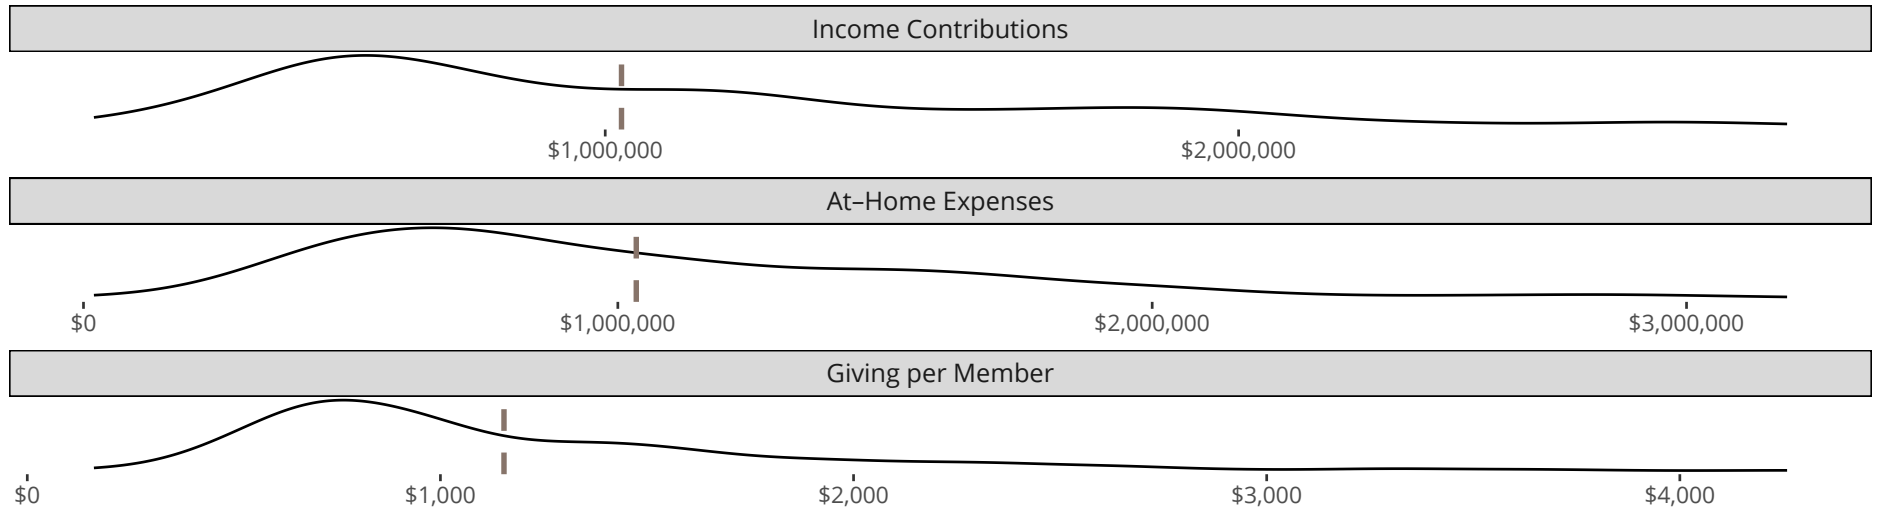 Income Contributions
$1,000,000 $2,000,000
At–Home Expenses
$0 $1,000,000 $2,000,000 $3,000,000
Giving per Member
$0 $1,000 $2,000 $3,000 $4,000